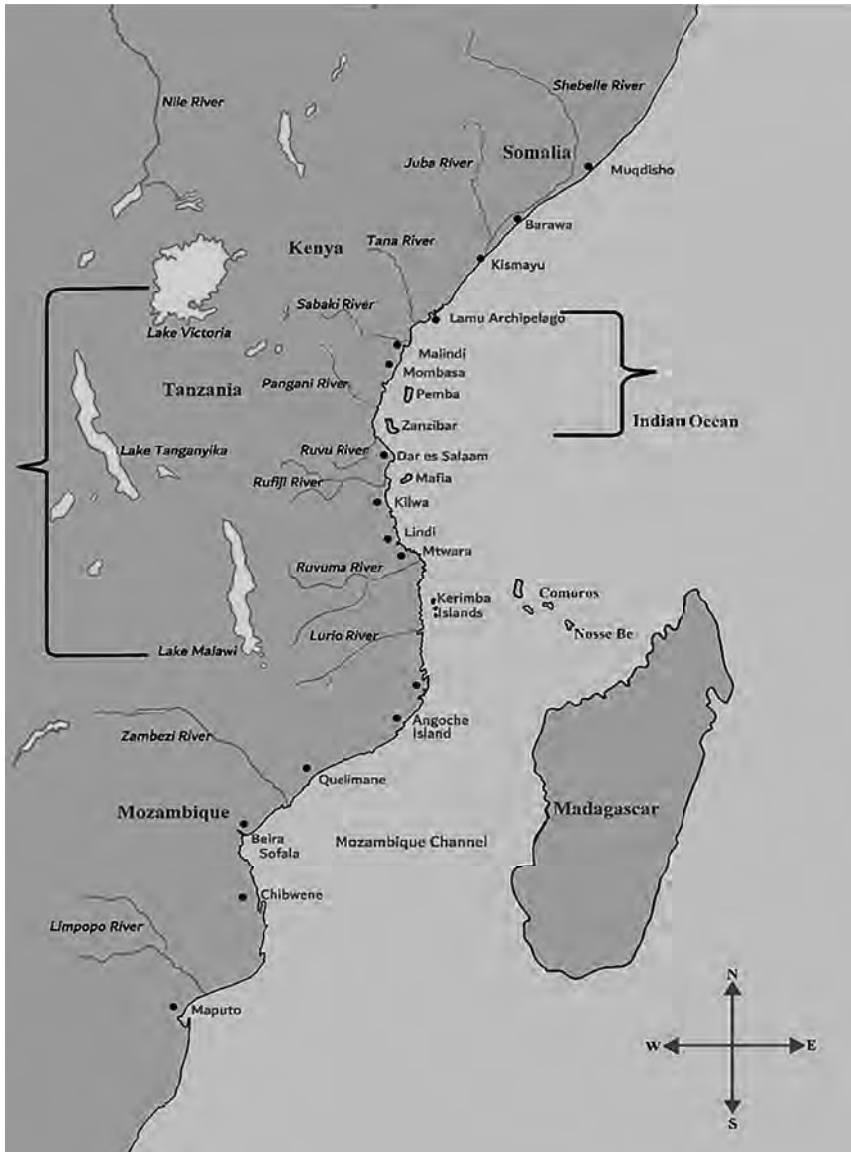 Shebelle River
Nile River
Somalia
Juba River
Muqdisho
Barawa
Tana River
Kenya
Kismayu
Sabaki River
Lamu Archipelago
Lake Victoria
Malindi
Mombasa
Pangani River
Tanzania
Pemba
Indian Ocean
Zanzibar
Lake Tanganyika
Ruvu River
Dar es Salaam
Rufiji River
Mafia
Kilwa
Lindi
Mtwara
Ruvuma River
Kerimba
Islands
Comoros
Nosse Be
Lurio River
Lake Malawi
Angoche
Island
Zambezi River
Quelimane
Mozambique
Madagascar
Beira
Sofala
Mozambique Channel
Chibwene
Limpopo River
Maputo
N
W
E
S